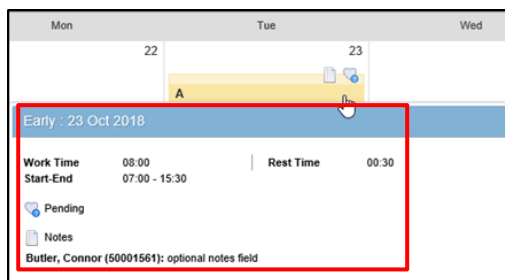 Mon Tue Wed
22 23
A
Early : 23 Oct 2018
Work Time 08:00 Rest Time 00:30
Start-End 07:00 - 15:30
Pending
Notes
Butler, Connor (50001561): optional notes field